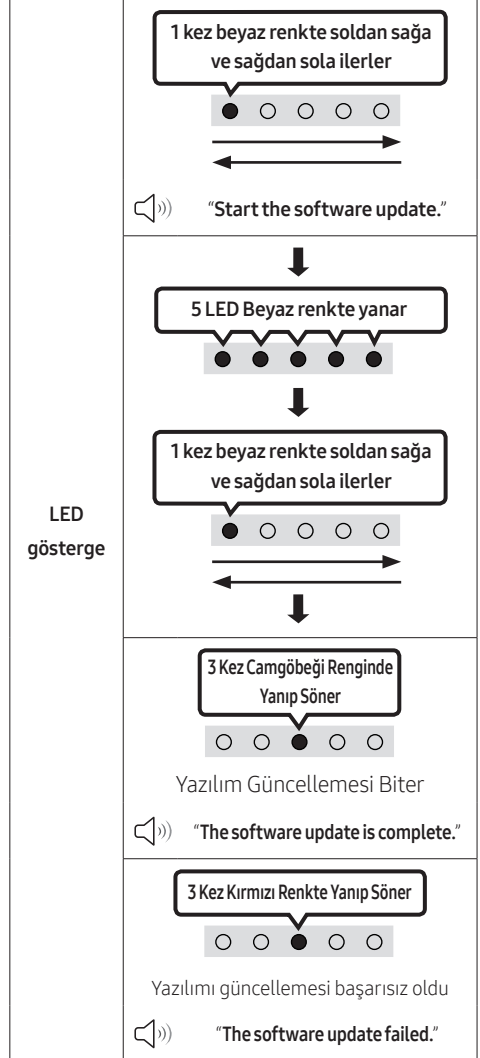 1 kez beyaz renkte soldan sağa
ve sağdan sola ilerler
“Start the software update.”
5 LED Beyaz renkte yanar
1 kez beyaz renkte soldan sağa
ve sağdan sola ilerler
LED
gösterge
3 Kez Camgöbeği Renginde
Yanıp Söner
Yazılım Güncellemesi Biter
“The software update is complete.”
3 Kez Kırmızı Renkte Yanıp Söner
Yazılımı güncellemesi başarısız oldu
“The software update failed.”